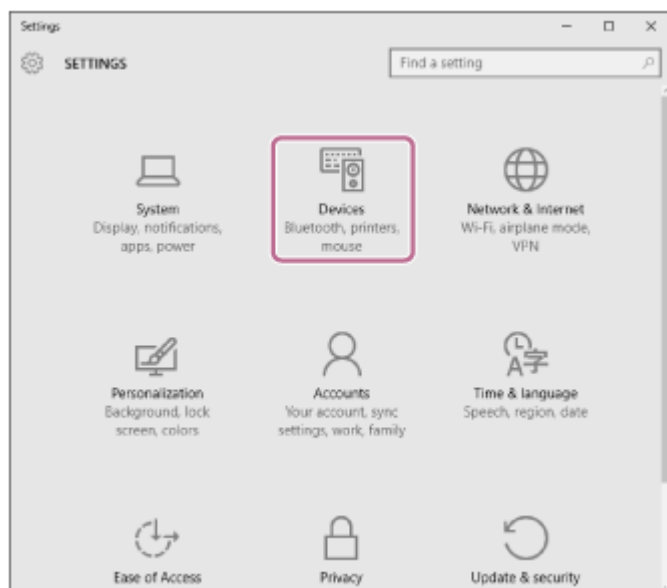 Settings
SETTINGS
Find a setting
System
Display, notifications,
apps, power
Devices
Bluetooth, printers,
mouse
Network & Internet
Wi-Fi, airplane mode,
VPN
Personalization
Background, lock
screen, colors
Accounts
Your account, sync
settings, work, family
A字
Time & language
Speech, region, date
Ease of Access
Privacy
Update & security